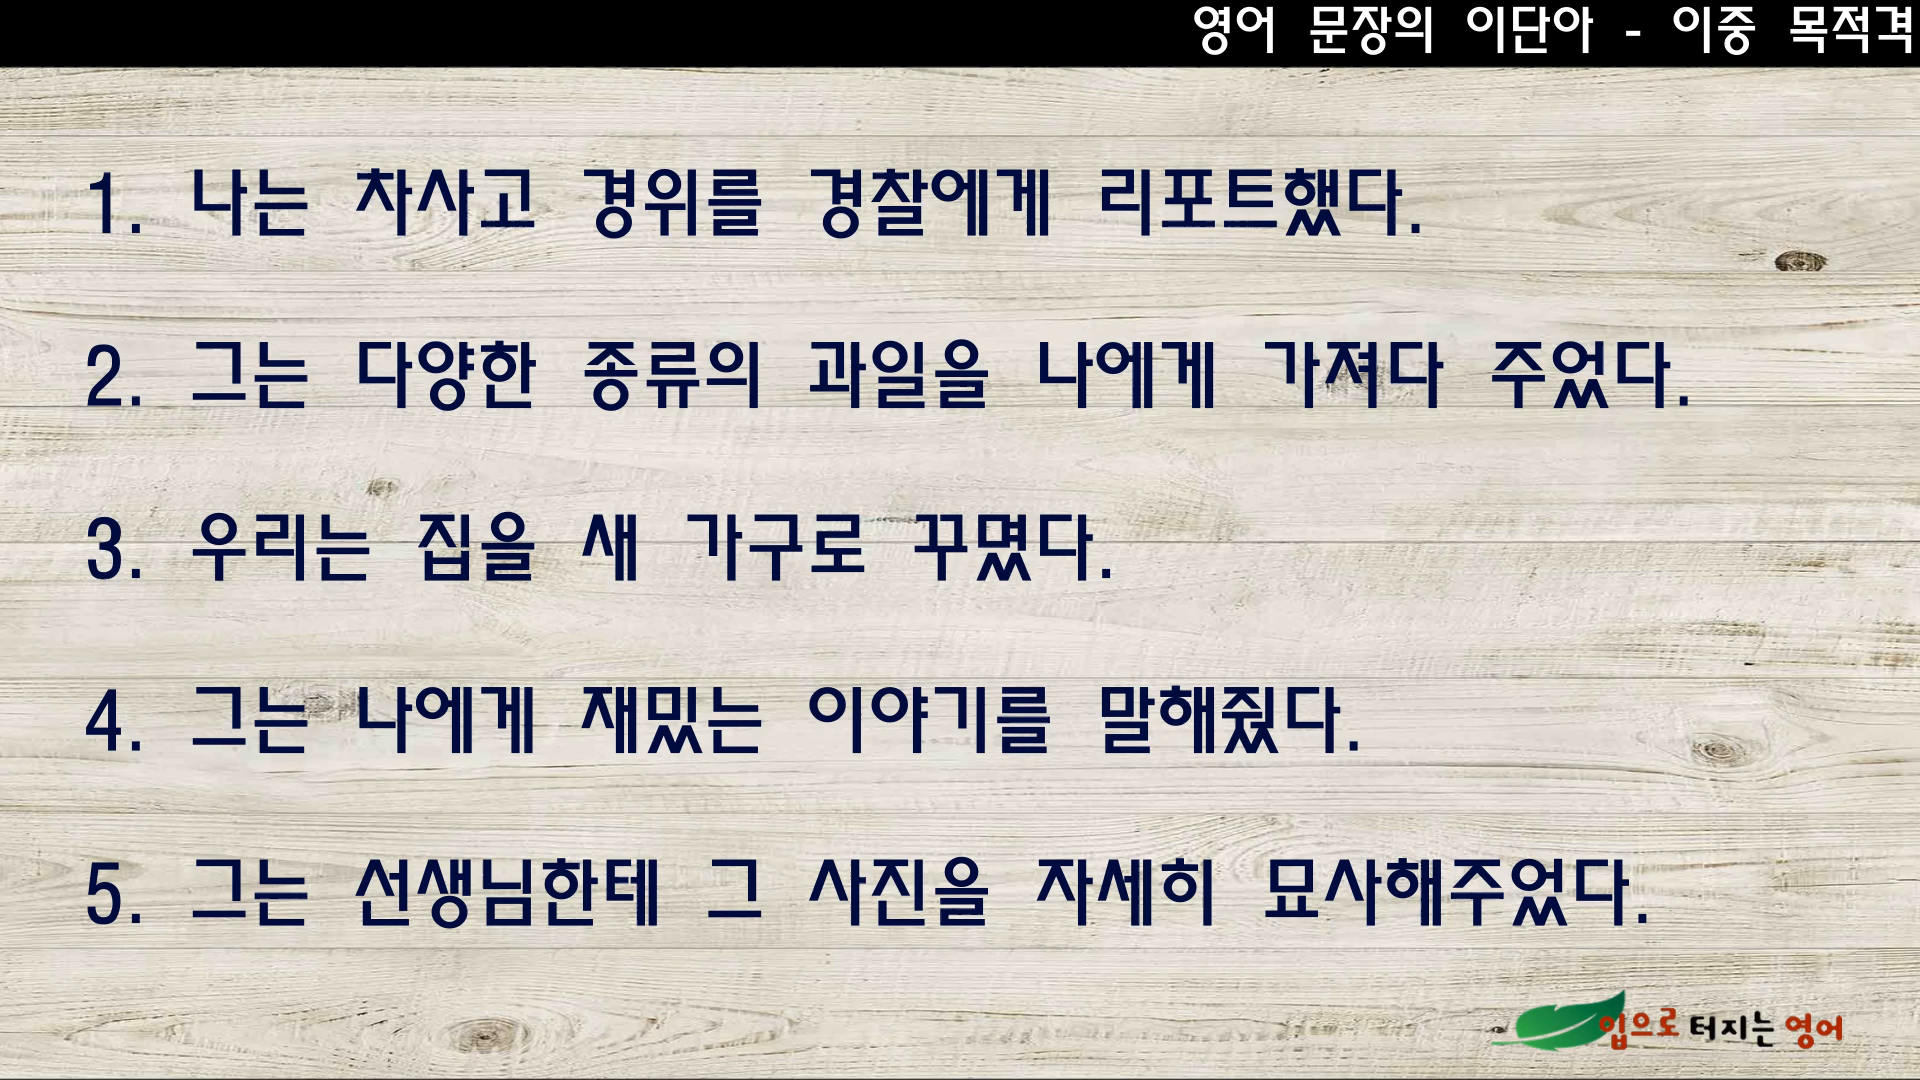 영어 문장의 이단아 - 이중 목적격
1. 나는 차사고 경위를 경찰에게 리포트했다.
2. 그는 다양한 종류의 과일을 나에게 가져다 주었다.
3. 우리는 집을 새 가구로 꾸몄다.
4. 그는 나에게 재밌는 이야기를 말해줬다.
5. 그는 선생님한테 그 사진을 자세히 묘사해주었다.
입으로 터지는 영어